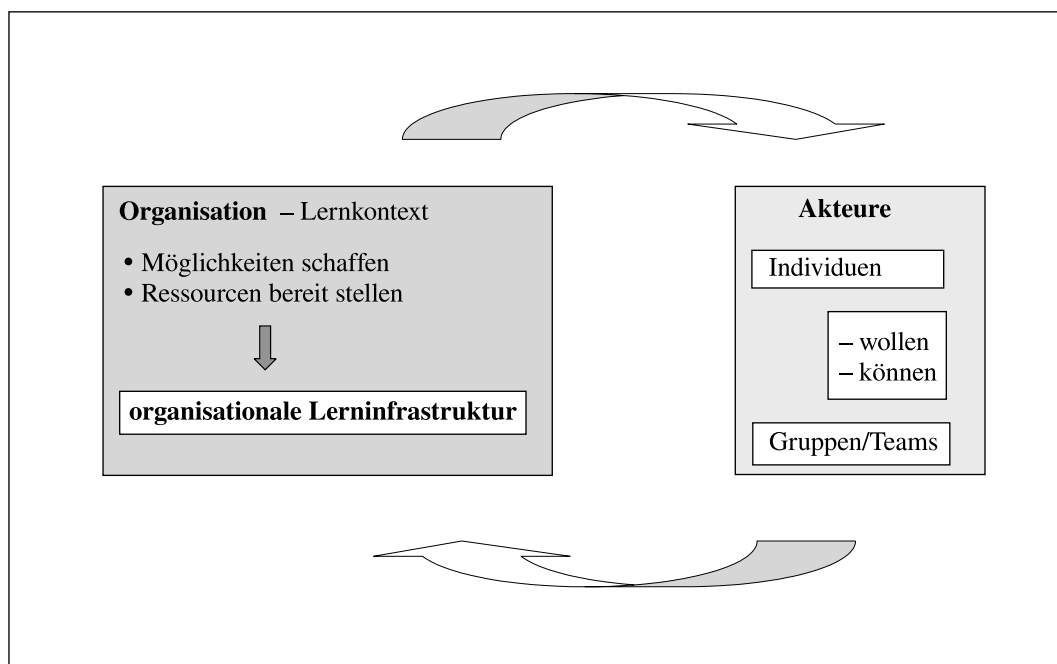 Organisation – Lernkontext
• Möglichkeiten schaffen
• Ressourcen bereit stellen
organisationale Lerninfrastruktur
Akteure
Individuen
– wollen
– können
Gruppen/Teams